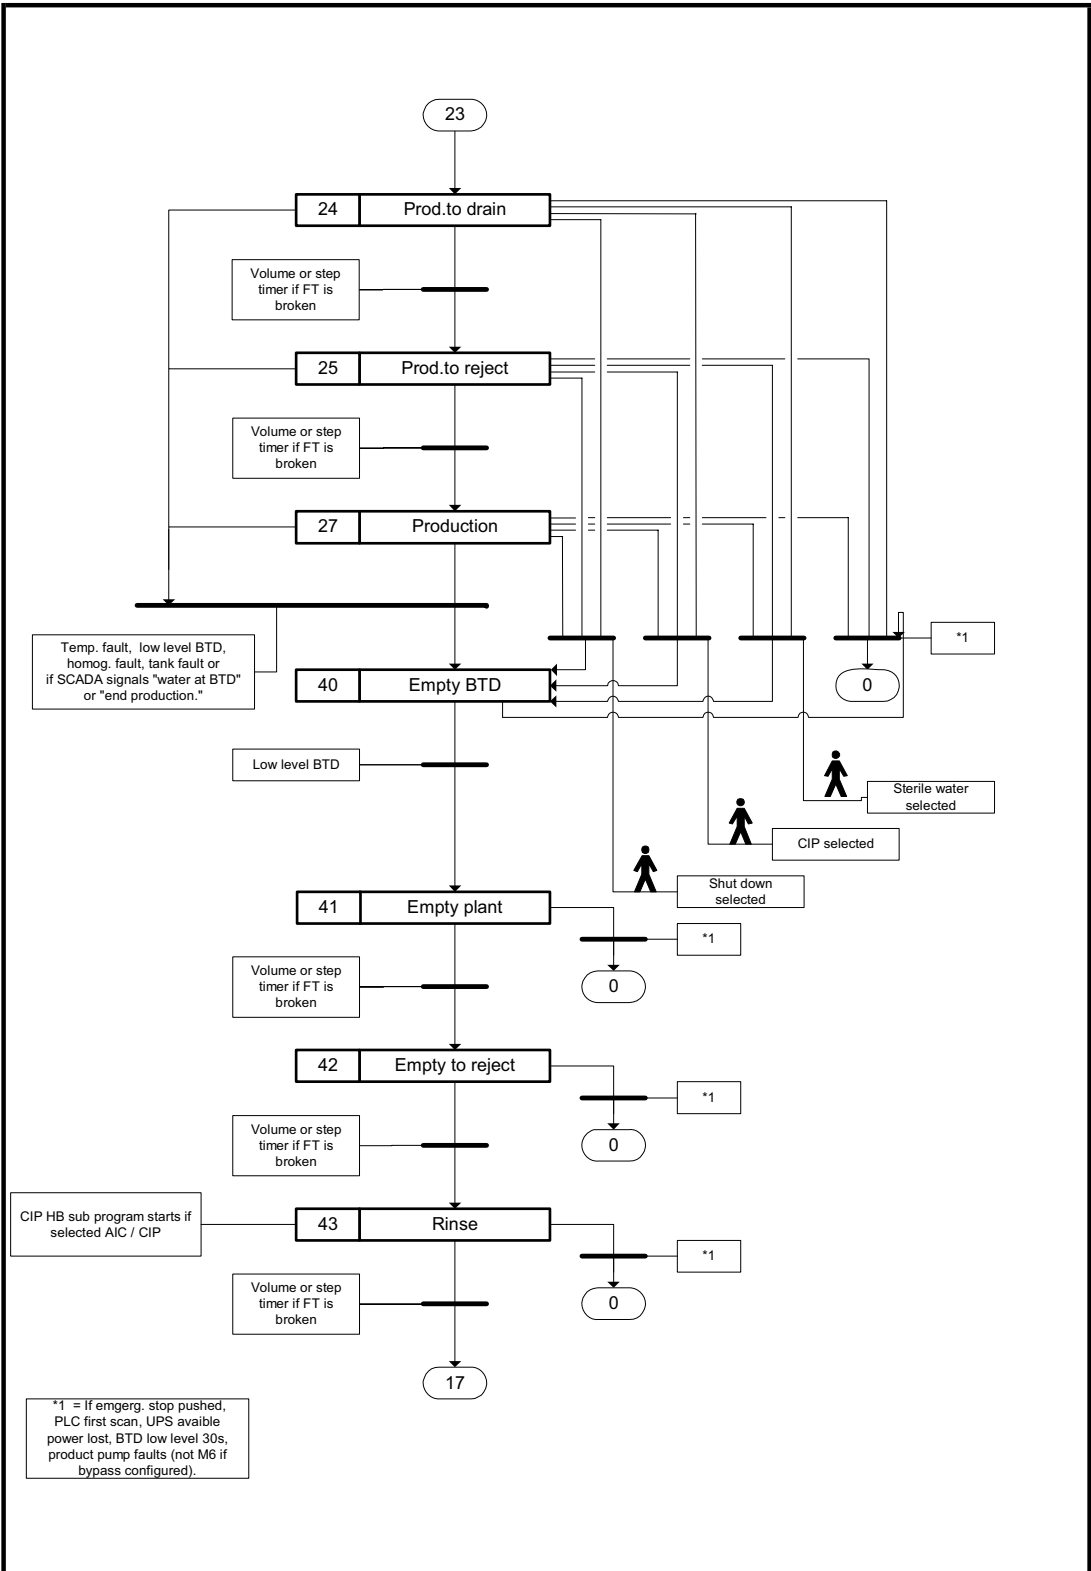 23
24 Prod.to drain
Volume or step
timer if FT is
broken
25 Prod.to reject
Volume or step
timer if FT is
broken
27 Production
Temp. fault, low level BTD,
homog. fault, tank fault or
if SCADA signals "water at BTD"
or "end production."
*1
0
40 Empty BTD
Low level BTD
Sterile water
selected
CIP selected
Shut down
selected
41 Empty plant
*1
0
Volume or step
timer if FT is
broken
42 Empty to reject
*1
0
Volume or step
timer if FT is
broken
CIP HB sub program starts if
selected AIC / CIP
43 Rinse
*1
0
Volume or step
timer if FT is
broken
17
*1 = If emgerg. stop pushed,
PLC first scan, UPS avaible
power lost, BTD low level 30s,
product pump faults (not M6 if
bypass configured).